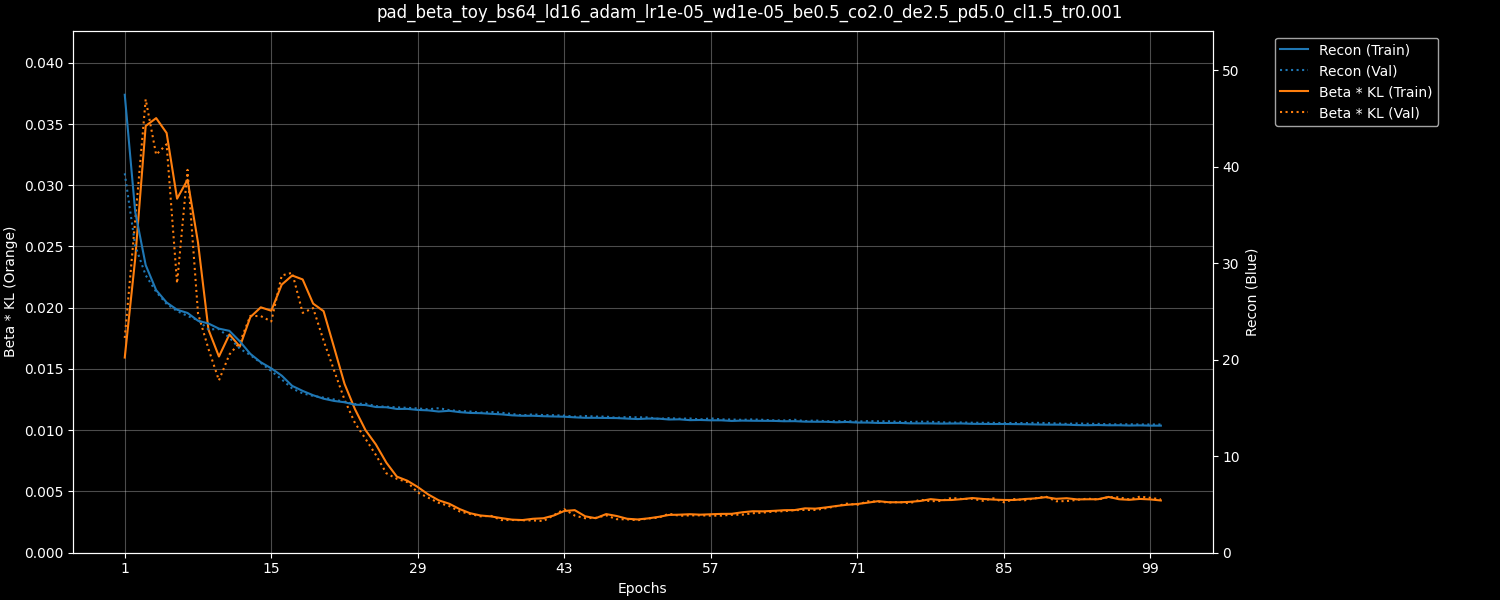 pad_beta_toy_bs64_ld16_adam_lr1e-05_wd1e-05_be0.5_co2.0_de2.5_pd5.0_cl1.5_tr0.001
Recon (Train)
Recon (Val)
Beta * KL (Train)
Beta * KL (Val)
Beta * KL (Orange)
0.040
0.035
0.030
0.025
0.020
0.015
0.010
0.005
0.000
50
40
30
20
10
0
Recon (Blue)
1 15 29 43 57 71 85 99
Epochs